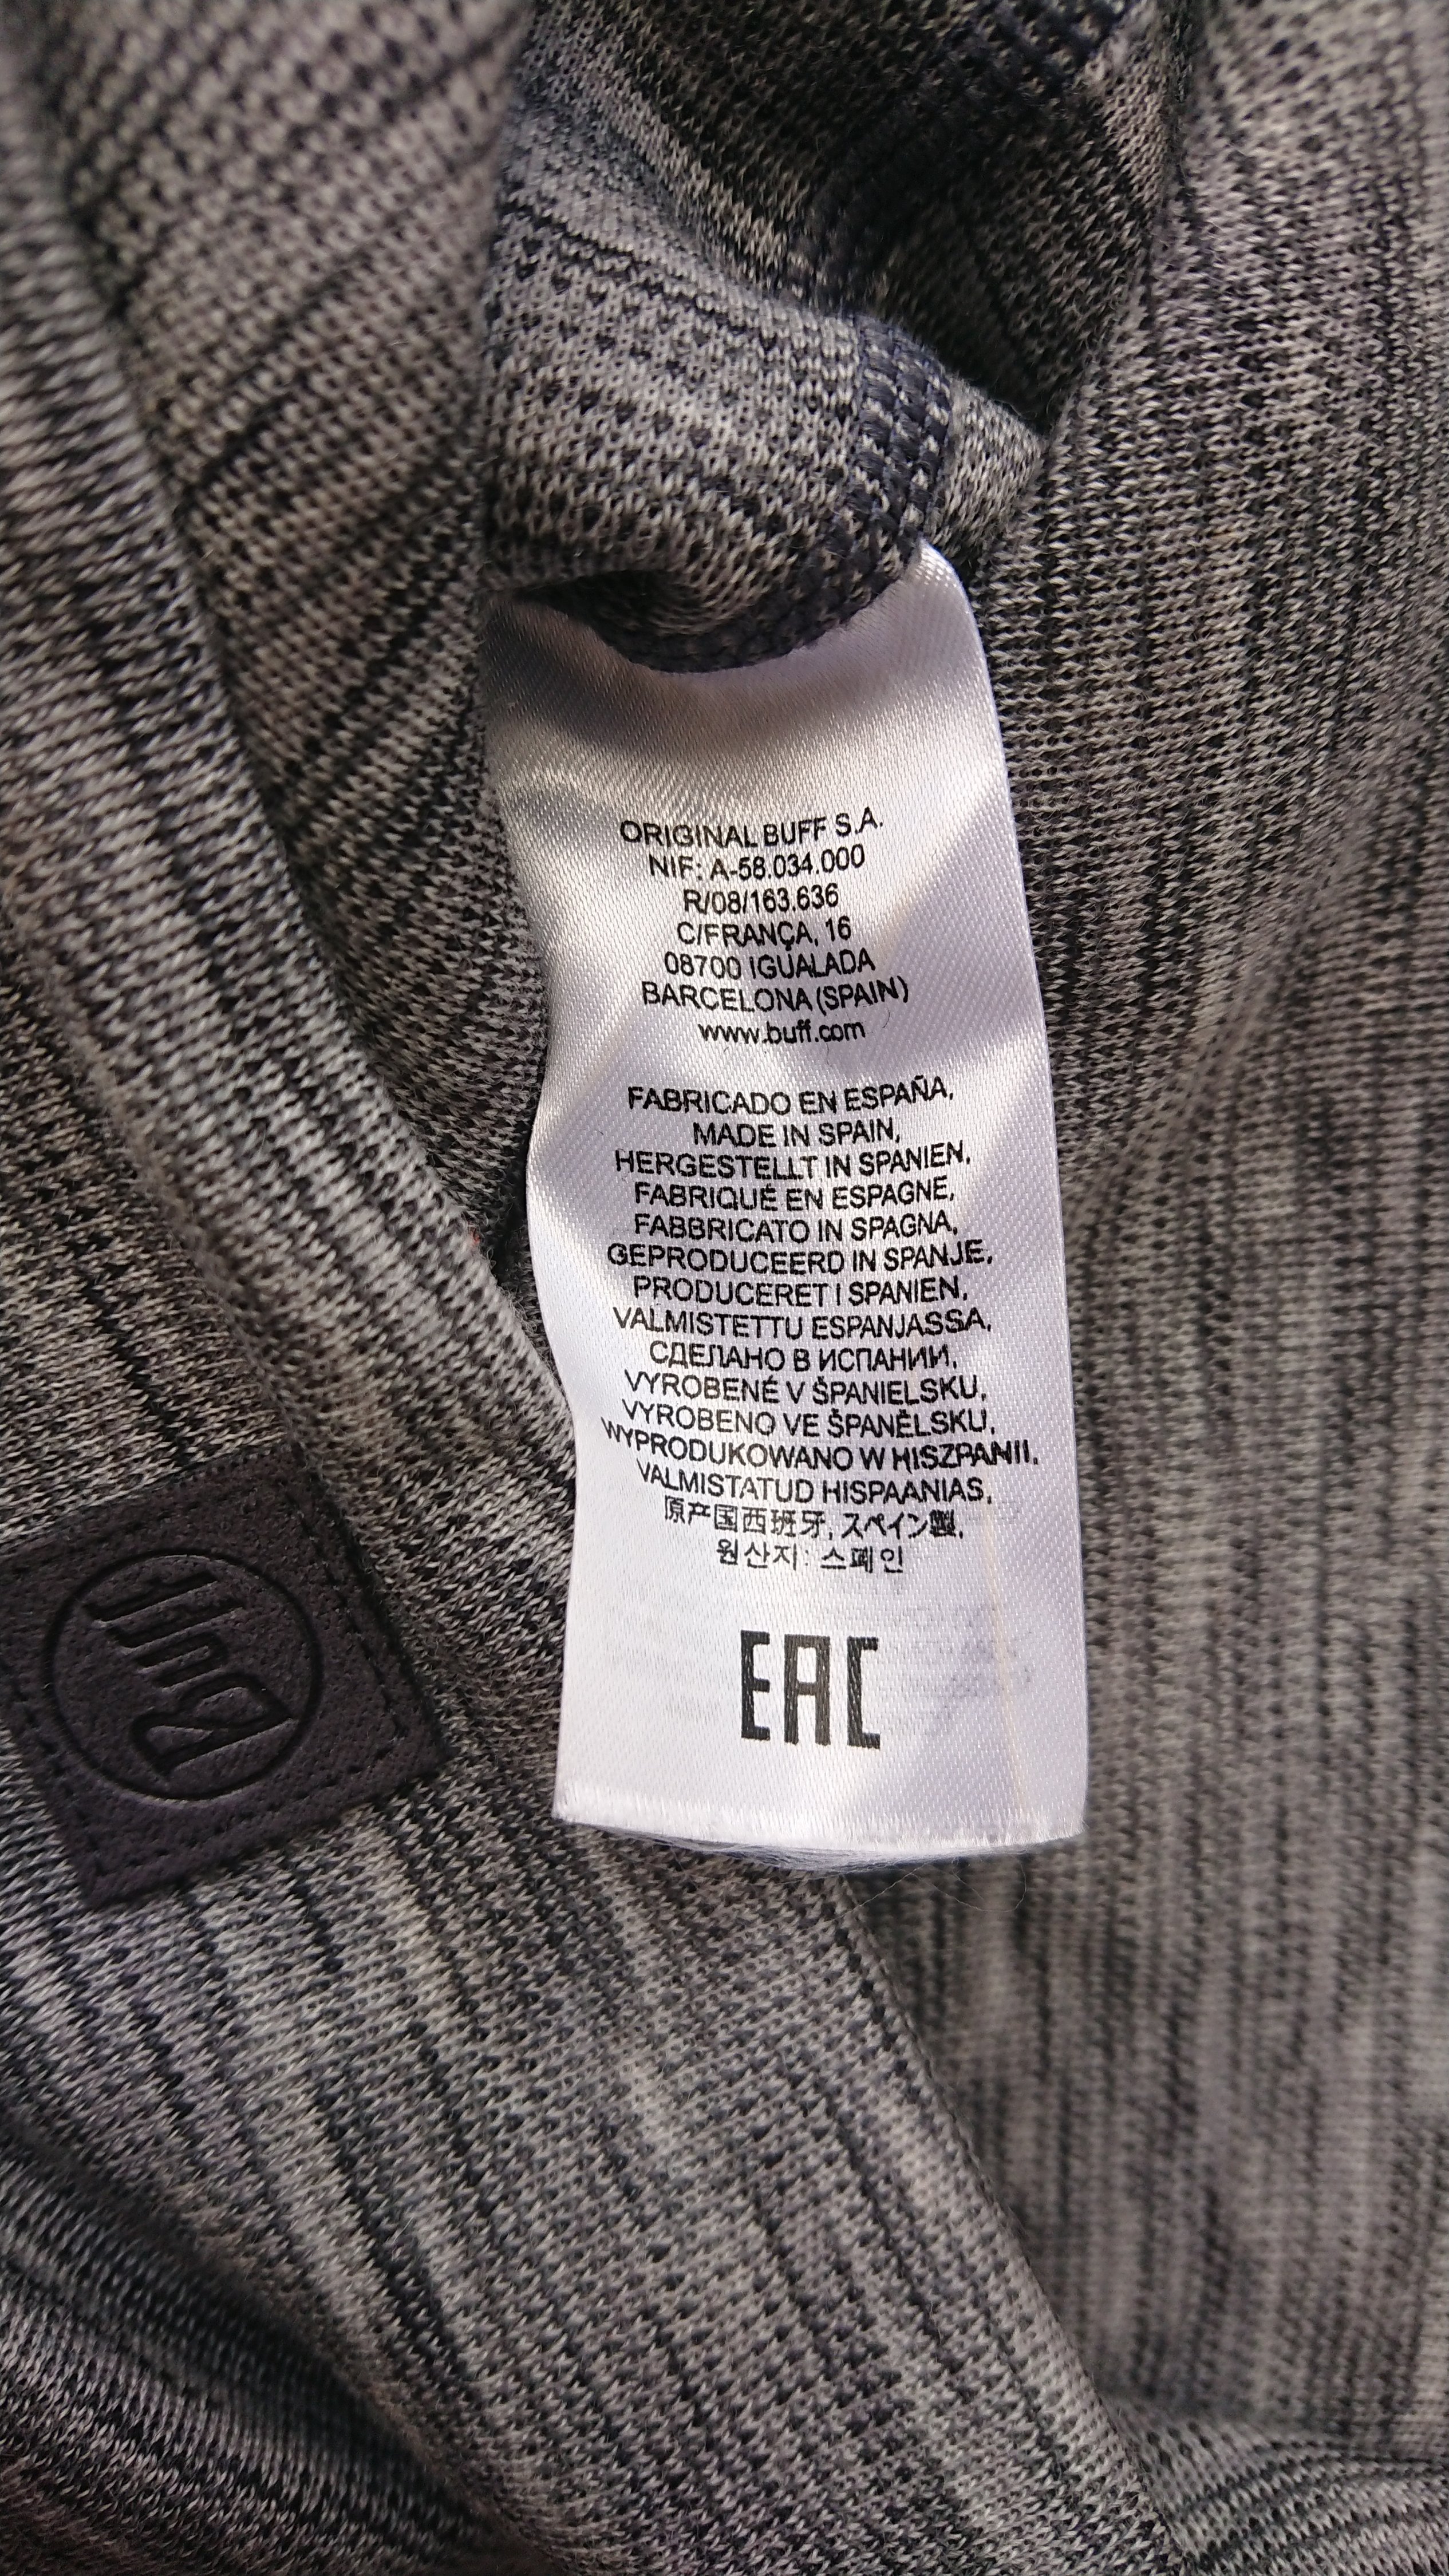 ORIGINAL BUFF S.A.
NIF: A-58.034.000
R/08/163.636
C/FRANÇA, 16
08700 IGUALADA
BARCELONA (SPAIN)
www.buff.com
FABRICADO EN ESPAÑA,
MADE IN SPAIN,
HERGESTELLT IN SPANIEN,
FABRIQUÉ EN ESPAGNE,
FABBRICATO IN SPAGNA,
GEPRODUCEERD IN SPANJE,
PRODUCERET I SPANIEN,
VALMISTETTU ESPANJASSA,
СДЕЛАНО В ИСПАНИИ,
VYROBENÉ V ŠPANIELSKU,
VYROBENO VE ŠPANĚLSKU,
WYPRODUKOWANO W HISZPANII,
VALMISTATUD HISPAANIAS,
原产国西班牙, スペイン製,
원산지: 스페인
EAC
Buff